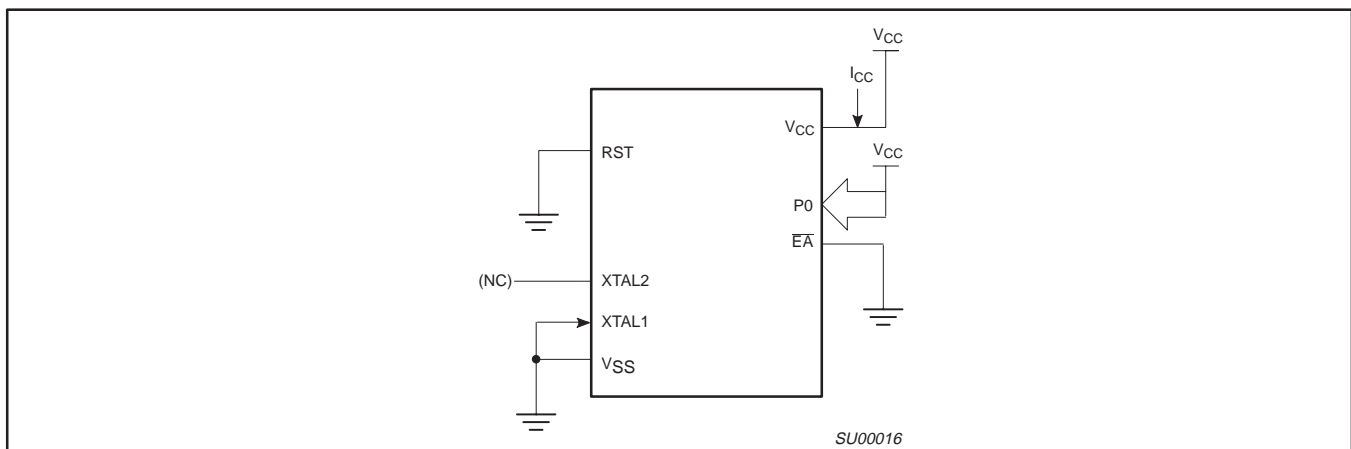 VCC
ICC
VCC
VCC
RST
P0
EA
(NC)
XTAL2
XTAL1
VSS
SU00016